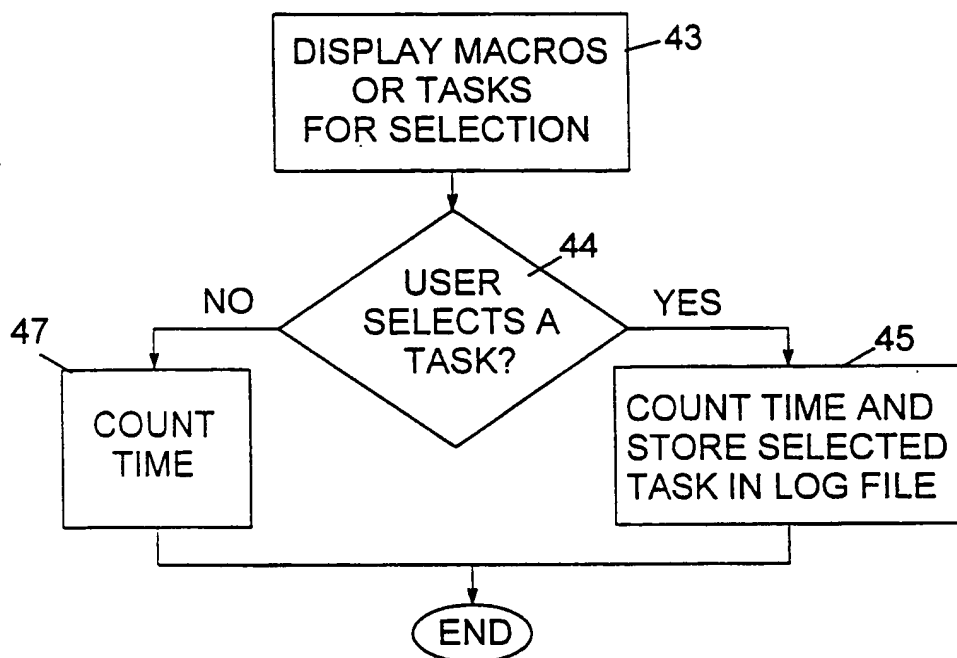 43
DISPLAY MACROS
OR TASKS
FOR SELECTION
44
USER
SELECTS A
TASK?
NO
YES
47
COUNT
TIME
45
COUNT TIME AND
STORE SELECTED
TASK IN LOG FILE
END